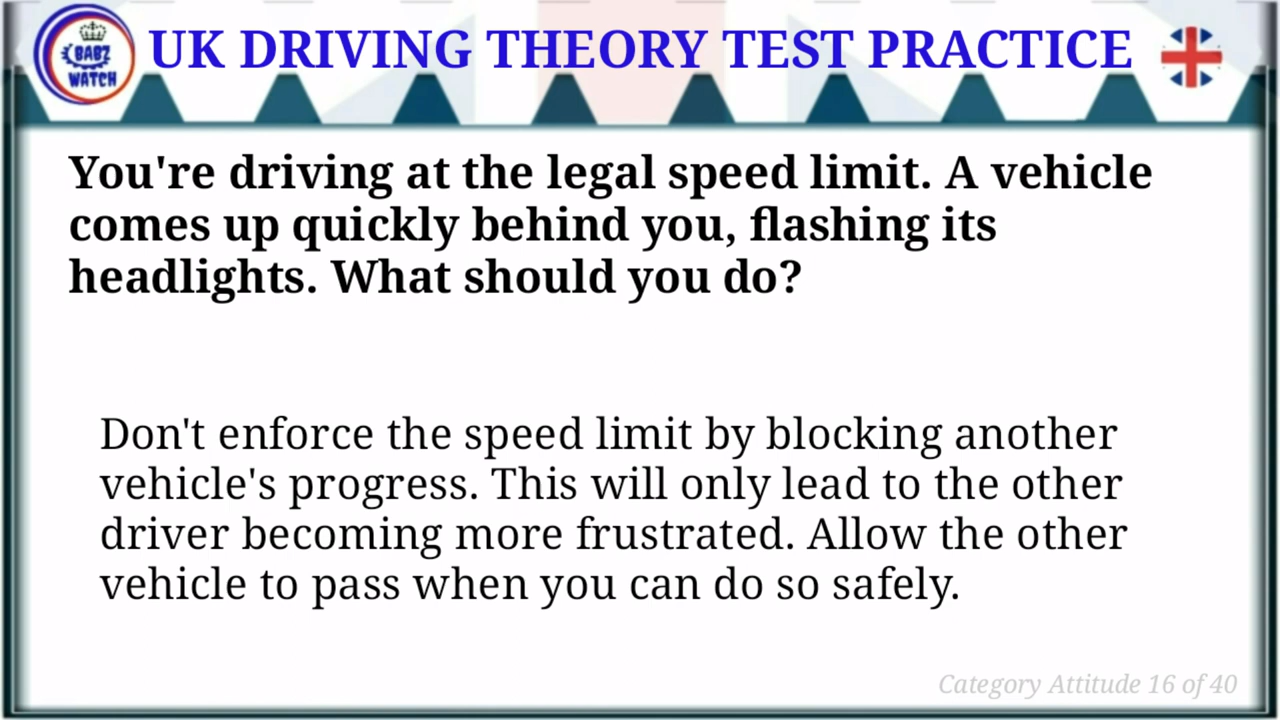 BABZ
WATCH
UK DRIVING THEORY TEST PRACTICE
You're driving at the legal speed limit. A vehicle
comes up quickly behind you, flashing its
headlights. What should you do?
Don't enforce the speed limit by blocking another
vehicle's progress. This will only lead to the other
driver becoming more frustrated. Allow the other
vehicle to pass when you can do so safely.
Category Attitude 16 of 40